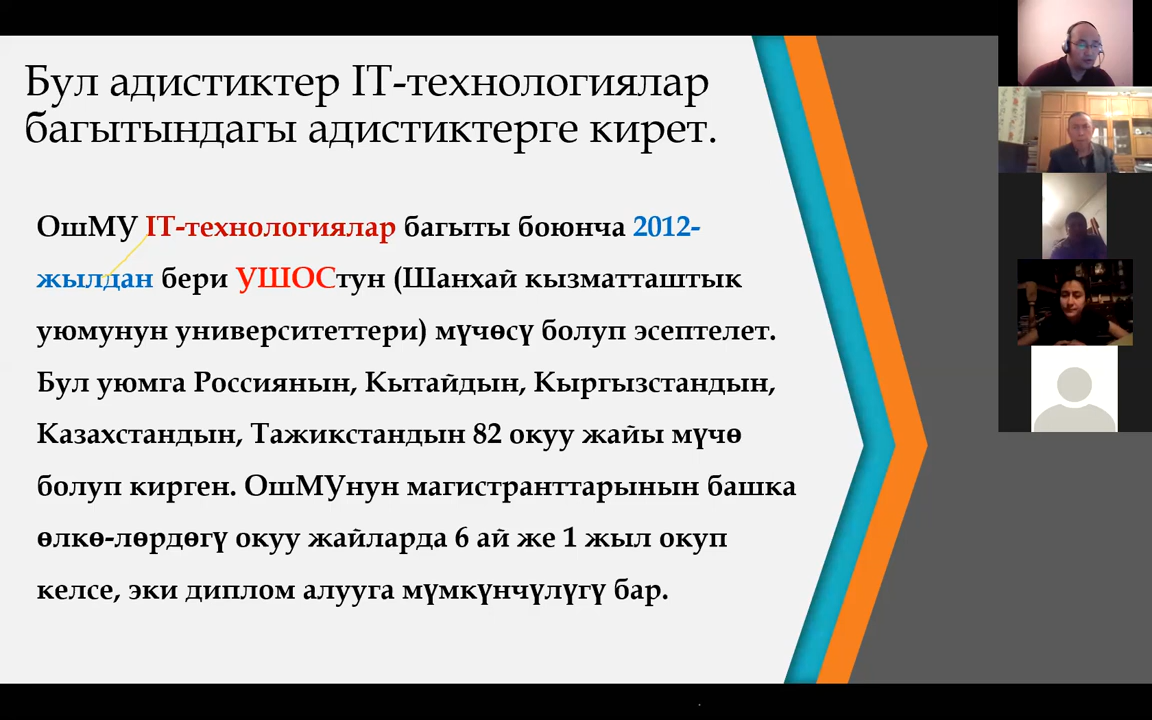 Бул адистиктер IT-технологиялар
багытындагы адистиктерге кирет.
ОшМУ IT-технологиялар багыты боюнча 2012-
жылдан бери УШОСтун (Шанхай кызматташтык
уюмунун университеттери) мүчөсү болуп эсептелет.
Бул уюмга Россиянын, Кытайдын, Кыргызстандын,
Казахстандын, Тажикстандын 82 окуу жайы мүчө
болуп кирген. ОшМУнун магистранттарынын башка
өлкө-лөрдөгү окуу жайларда 6 ай же 1 жыл окуп
келсе, эки диплом алууга мүмкүнчүлүгү бар.